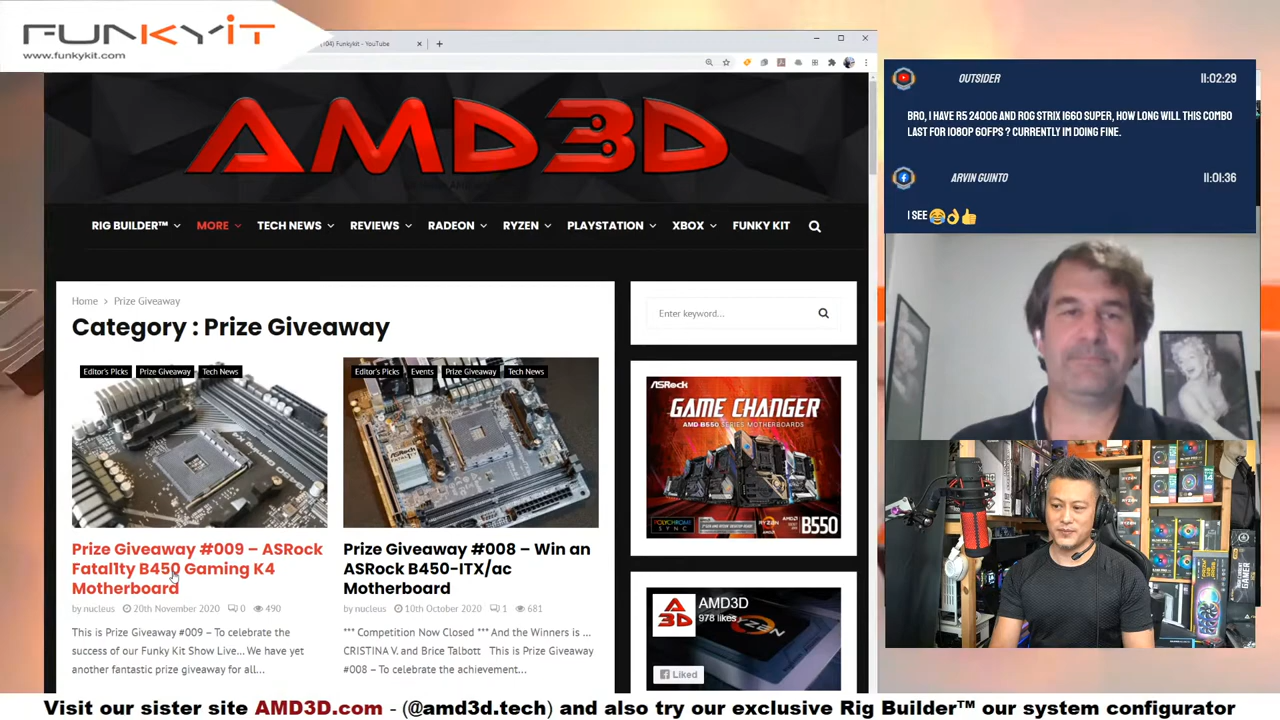 FUNKYiT
www.funkykit.com
04) Funkykit - YouTube
AMD3D
RIG BUILDER™ MORE TECH NEWS REVIEWS RADEON RYZEN PLAYSTATION XBOX FUNKY KIT
Home > Prize Giveaway
Category : Prize Giveaway
Editor's Picks Prize Giveaway Tech News
Prize Giveaway #009 – ASRock
Fatal1ty B450 Gaming K4
Motherboard
by nucleus 20th November 2020 0 490
This is Prize Giveaway #009 – To celebrate the
success of our Funky Kit Show Live... We have yet
another fantastic prize giveaway for all...
Editor's Picks Events Prize Giveaway Tech News
Prize Giveaway #008 – Win an
ASRock B450-ITX/ac
Motherboard
by nucleus 10th October 2020 1 681
*** Competition Now Closed *** And the Winners is ...
CRISTINA V. and Brice Talbott This is Prize Giveaway
#008 – To celebrate the achievement...
Enter keyword...
ASRock
GAME CHANGER
AMD B550 SERIES MOTHERBOARDS
POLYCHROME
SYNC
RYZEN
B550
AMD3D
978 likes
RYZEN
Liked
OUTSIDER 11:02:29
BRO, I HAVE R5 2400G AND ROG STRIX 1660 SUPER, HOW LONG WILL THIS COMBO
LAST FOR 1080P 60FPS ? CURRENTLY IM DOING FINE.
ARVIN GUINTO 11:01:36
I SEE 😂👌👍
Visit our sister site AMD3D.com - (@amd3d.tech) and also try our exclusive Rig Builder™ our system configurator